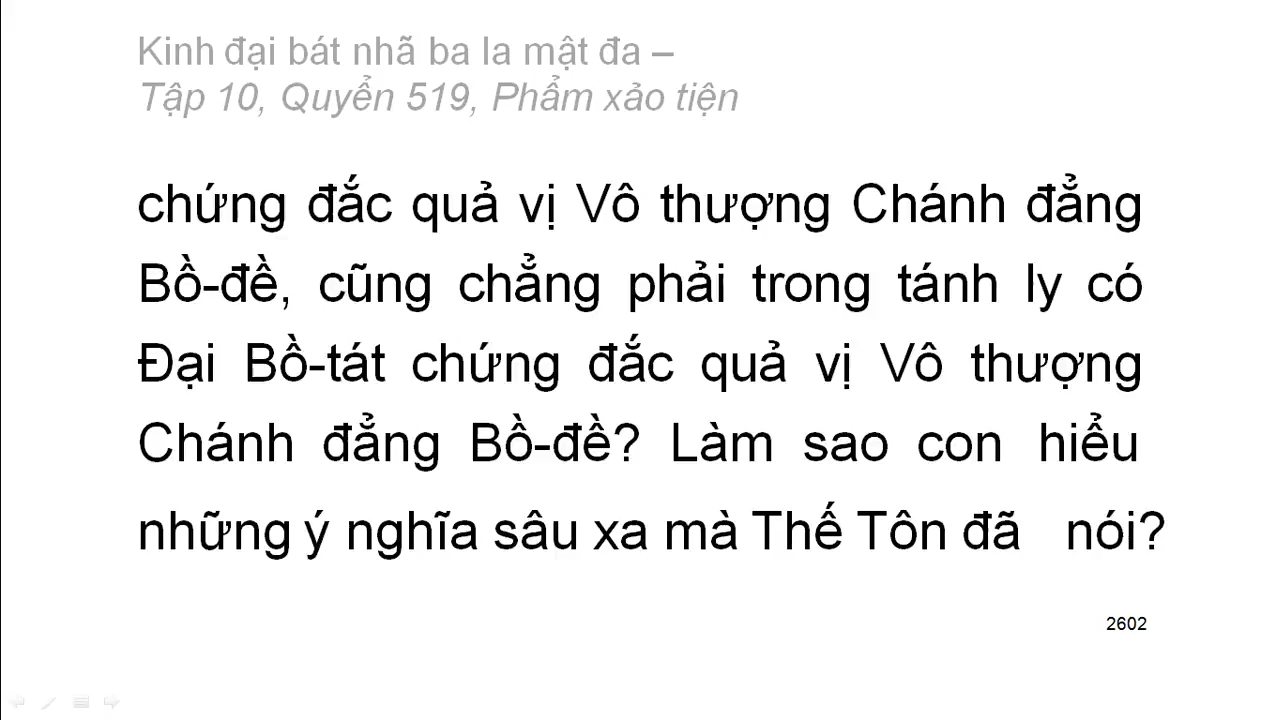 Kinh đại bát nhã ba la mật đa –
Tập 10, Quyển 519, Phẩm xảo tiện
chứng đắc quả vị Vô thượng Chánh đẳng
Bồ-đề, cũng chẳng phải trong tánh ly có
Đại Bồ-tát chứng đắc quả vị Vô thượng
Chánh đẳng Bồ-đề? Làm sao con hiểu
những ý nghĩa sâu xa mà Thế Tôn đã nói?
2602